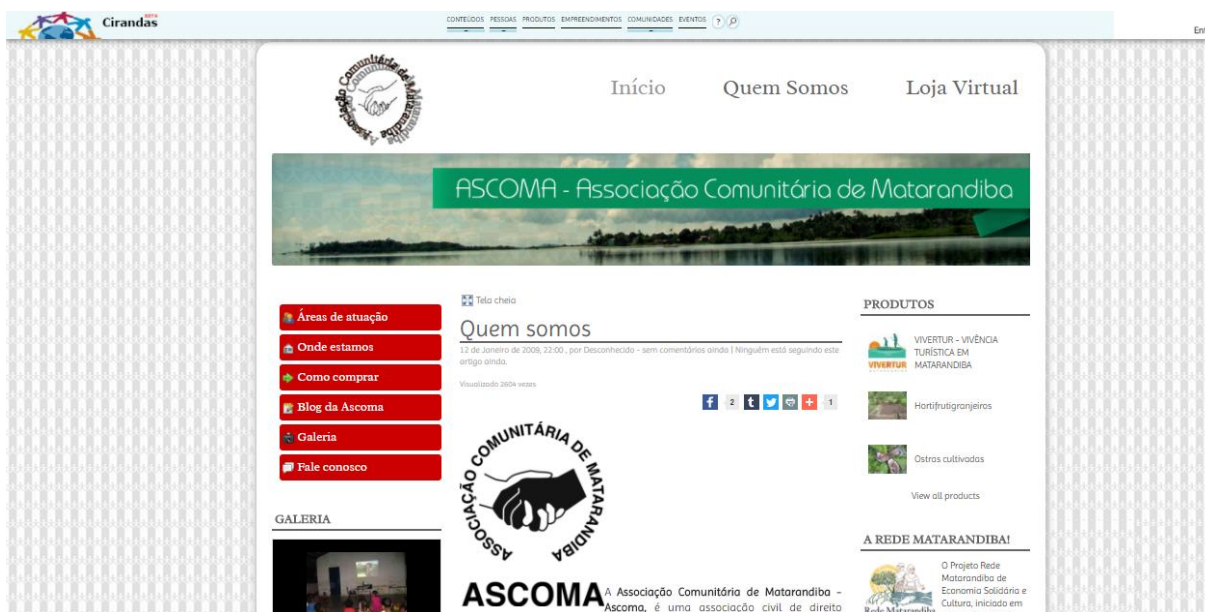 Cirandas
BETA
CONTEÚDOS PESSOAS PRODUTOS EMPREENDIMENTOS COMUNIDADES EVENTOS ?
Ent
Associação Comunitária de Matarandiba
Início Quem Somos Loja Virtual
ASCOMA - Associação Comunitária de Matarandiba
Áreas de atuação
Onde estamos
Como comprar
Blog da Ascoma
Galeria
Fale conosco
GALERIA
Tela cheia
Quem somos
12 de Janeiro de 2009, 22:00 , por Desconhecido - sem comentários ainda | Ninguém está seguindo este
artigo ainda.
Visualizado 2604 vezes
f 2 t + 1
ASSOCIAÇÃO COMUNITÁRIA DE MATARANDIBA
ASCOMA
A Associação Comunitária de Matarandiba -
Ascoma, é uma associação civil de direito
PRODUTOS
VIVERTUR
VIVERTUR - VIVÊNCIA
TURÍSTICA EM
MATARANDIBA
Hortifrutigranjeiros
Ostras cultivadas
View all products
A REDE MATARANDIBA!
Rede Matarandiba
O Projeto Rede
Matarandiba de
Economia Solidária e
Cultura, iniciado em